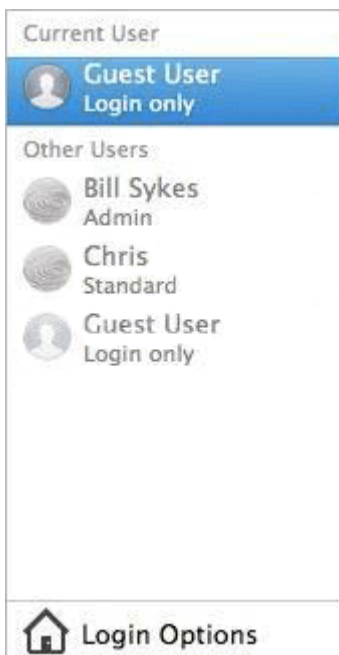 Current User
Guest User
Login only
Other Users
Bill Sykes
Admin
Chris
Standard
Guest User
Login only
Login Options